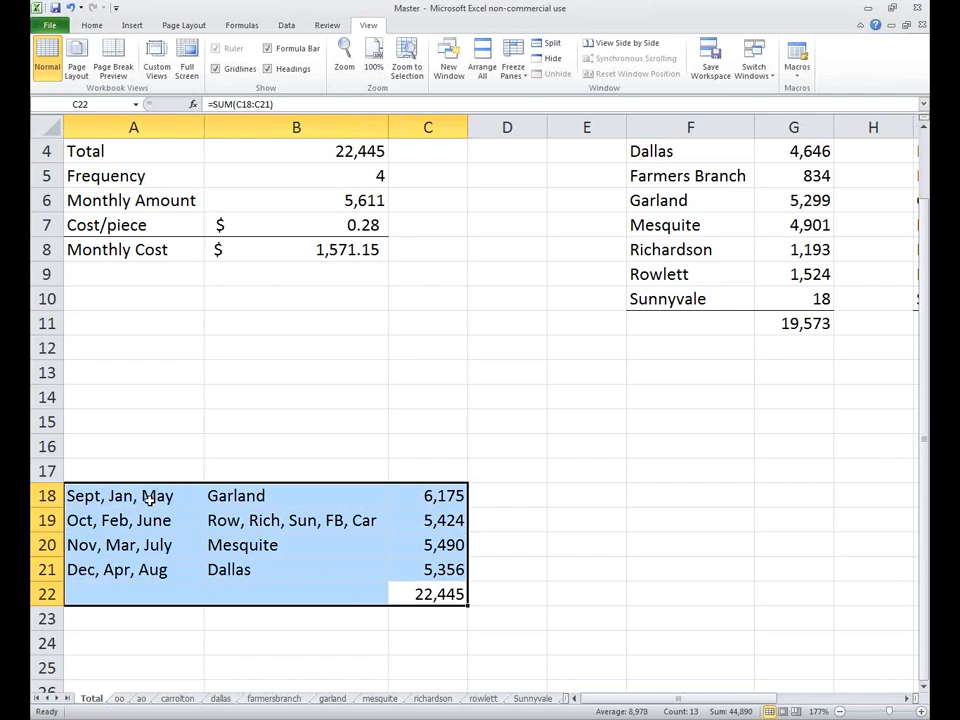 Master - Microsoft Excel non-commercial use
File Home Insert Page Layout Formulas Data Review View
Normal Page Layout Page Break Preview Custom Views Full Screen
Workbook Views
Ruler Formula Bar
Gridlines Headings
Show
Zoom 100% Zoom to Selection
Zoom
New Window Arrange All Freeze Panes
Split
Hide
Unhide
View Side by Side
Synchronous Scrolling
Reset Window Position
Save Workspace Switch Windows
Window
Macros
Macros
C22 fx =SUM(C18:C21)
A B C D E F G H
4 Total 22,445 Dallas 4,646
5 Frequency 4 Farmers Branch 834
6 Monthly Amount 5,611 Garland 5,299
7 Cost/piece $ 0.28 Mesquite 4,901
8 Monthly Cost $ 1,571.15 Richardson 1,193
9 Rowlett 1,524
10 Sunnyvale 18
11 19,573
12
13
14
15
16
17
18 Sept, Jan, May Garland 6,175
19 Oct, Feb, June Row, Rich, Sun, FB, Car 5,424
20 Nov, Mar, July Mesquite 5,490
21 Dec, Apr, Aug Dallas 5,356
22 22,445
23
24
25
26
Total oo ao carrolton dallas farmersbranch garland mesquite richardson rowlett Sunnyvale
Ready Average: 8,978 Count: 13 Sum: 44,890 177%